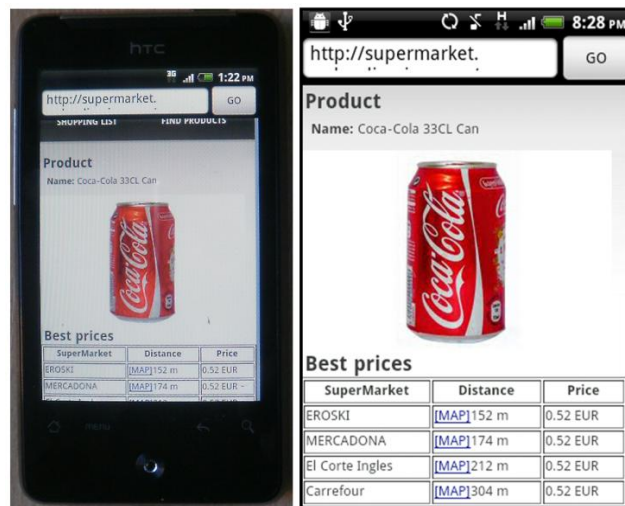 htc
3G 1:22 PM
http://supermarket.
GO
SHOPPING LIST FIND PRODUCTS
Product
Name: Coca-Cola 33CL Can
Coca-Cola
Best prices
SuperMarket Distance Price
EROSKI [MAP]152 m 0.52 EUR
MERCADONA [MAP]174 m 0.52 EUR
menu
H 8:28 PM
http://supermarket.
GO
Product
Name: Coca-Cola 33CL Can
Coca-Cola
Best prices
SuperMarket Distance Price
EROSKI [MAP]152 m 0.52 EUR
MERCADONA [MAP]174 m 0.52 EUR
El Corte Ingles [MAP]212 m 0.52 EUR
Carrefour [MAP]304 m 0.52 EUR